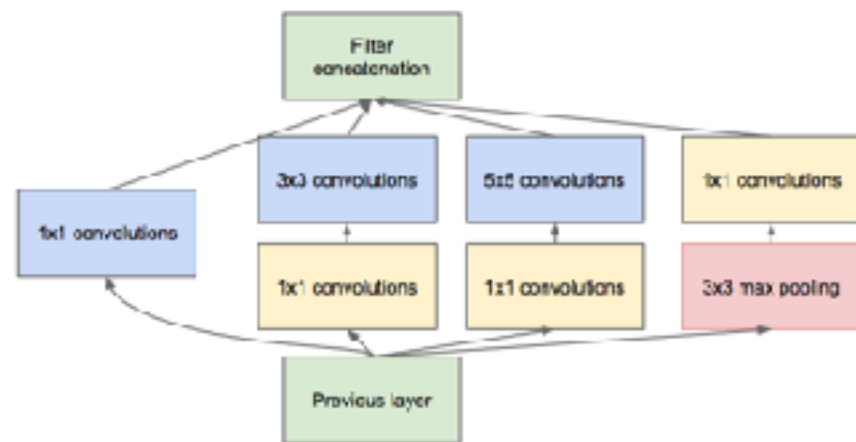 Filter
concatenation
3x3 convolutions
5x5 convolutions
1x1 convolutions
1x1 convolutions
1x1 convolutions
1x1 convolutions
3x3 max pooling
Previous layer